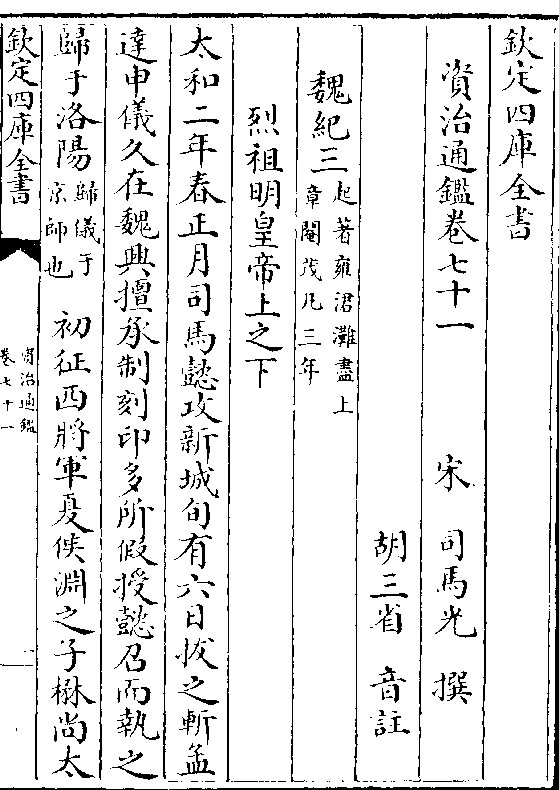 欽定四庫全書
資治通鑑卷七十一
宋 司馬光 撰
胡三省 音註
魏紀三起著雍涒灘盡上章閹茂凡三年
烈祖明皇帝上之下
太和二年春正月司馬懿攻新城旬有六日拔之斬孟
達申儀久在魏興擅承制刻印多所假授懿召而執之
歸于洛陽歸儀于京師也 初征西將軍夏侯淵之子楙尚太
欽定四庫全書
資治通鑑
卷七十一
一